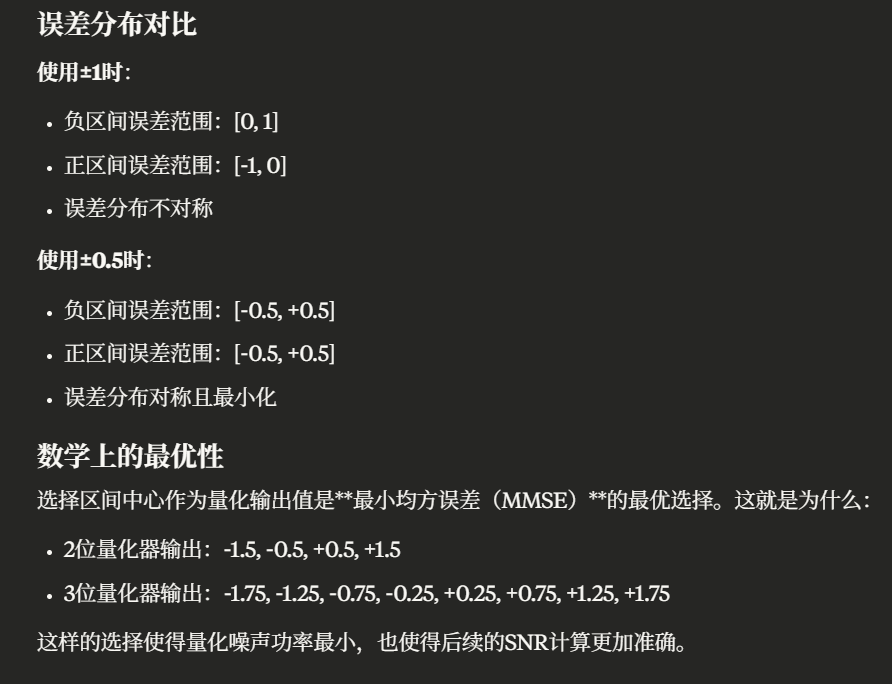 误差分布对比
使用±1时：
• 负区间误差范围：[0, 1]
• 正区间误差范围：[-1, 0]
• 误差分布不对称
使用±0.5时：
• 负区间误差范围：[-0.5, +0.5]
• 正区间误差范围：[-0.5, +0.5]
• 误差分布对称且最小化
数学上的最优性
选择区间中心作为量化输出值是**最小均方误差（MMSE）**的最优选择。这就是为什么：
• 2位量化器输出：-1.5, -0.5, +0.5, +1.5
• 3位量化器输出：-1.75, -1.25, -0.75, -0.25, +0.25, +0.75, +1.25, +1.75
这样的选择使得量化噪声功率最小，也使得后续的SNR计算更加准确。